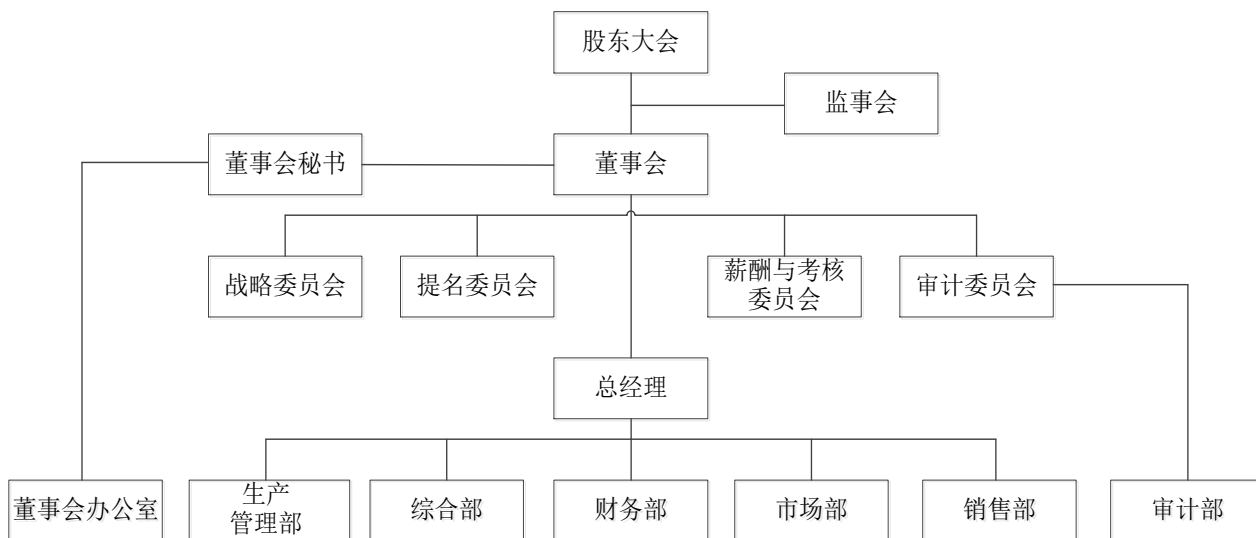 股东大会
监事会
董事会秘书
董事会
战略委员会
提名委员会
薪酬与考核
委员会
审计委员会
总经理
董事会办公室
生产
管理部
综合部
财务部
市场部
销售部
审计部